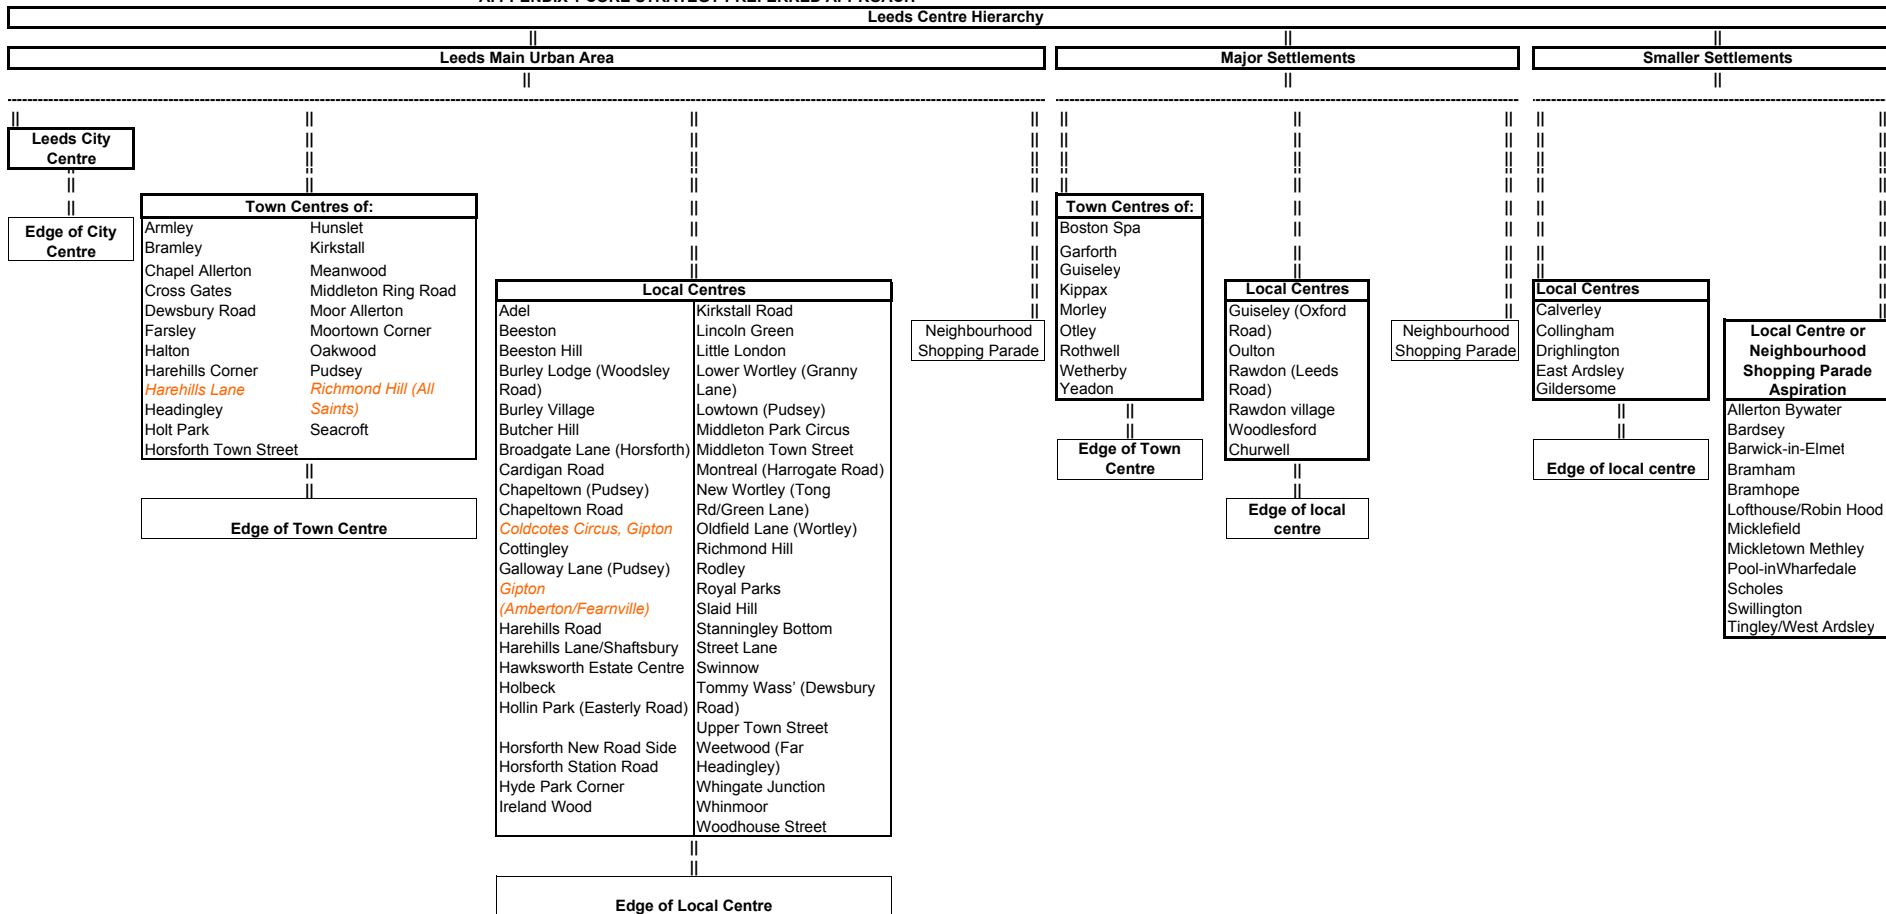 APPPENDIX 1 CORE STRATEGY PREFERRED APPROACH
Leeds Centre Hierarchy
Leeds Main Urban Area
Major Settlements
Smaller Settlements
Leeds City
Centre
Edge of City
Centre
Town Centres of:
Armley
Bramley
Chapel Allerton
Cross Gates
Dewsbury Road
Farsley
Halton
Harehills Corner
Harehills Lane
Headingley
Holt Park
Horsforth Town Street
Hunslet
Kirkstall
Meanwood
Middleton Ring Road
Moor Allerton
Moortown Corner
Oakwood
Pudsey
Richmond Hill (All
Saints)
Seacroft
Edge of Town Centre
Local Centres
Adel
Beeston
Beeston Hill
Burley Lodge (Woodsley
Road)
Burley Village
Butcher Hill
Broadgate Lane (Horsforth)
Cardigan Road
Chapeltown (Pudsey)
Chapeltown Road
Coldcotes Circus, Gipton
Cottingley
Galloway Lane (Pudsey)
Gipton
(Amberton/Fearnville)
Harehills Road
Harehills Lane/Shaftsbury
Hawksworth Estate Centre
Holbeck
Hollin Park (Easterly Road)
Horsforth New Road Side
Horsforth Station Road
Hyde Park Corner
Ireland Wood
Kirkstall Road
Lincoln Green
Little London
Lower Wortley (Granny
Lane)
Lowtown (Pudsey)
Middleton Park Circus
Middleton Town Street
Montreal (Harrogate Road)
New Wortley (Tong
Rd/Green Lane)
Oldfield Lane (Wortley)
Richmond Hill
Rodley
Royal Parks
Slaid Hill
Stanningley Bottom
Street Lane
Swinnow
Tommy Wass' (Dewsbury
Road)
Upper Town Street
Weetwood (Far
Headingley)
Whingate Junction
Whinmoor
Woodhouse Street
Edge of Local Centre
Neighbourhood
Shopping Parade
Town Centres of:
Boston Spa
Garforth
Guiseley
Kippax
Morley
Otley
Rothwell
Wetherby
Yeadon
Edge of Town
Centre
Local Centres
Guiseley (Oxford
Road)
Oulton
Rawdon (Leeds
Road)
Rawdon village
Woodlesford
Churwell
Edge of local
centre
Neighbourhood
Shopping Parade
Local Centres
Calverley
Collingham
Drighlington
East Ardsley
Gildersome
Edge of local centre
Local Centre or
Neighbourhood
Shopping Parade
Aspiration
Allerton Bywater
Bardsey
Barwick-in-Elmet
Bramham
Bramhope
Lofthouse/Robin Hood
Micklefield
Mickletown Methley
Pool-inWharfedale
Scholes
Swillington
Tingley/West Ardsley